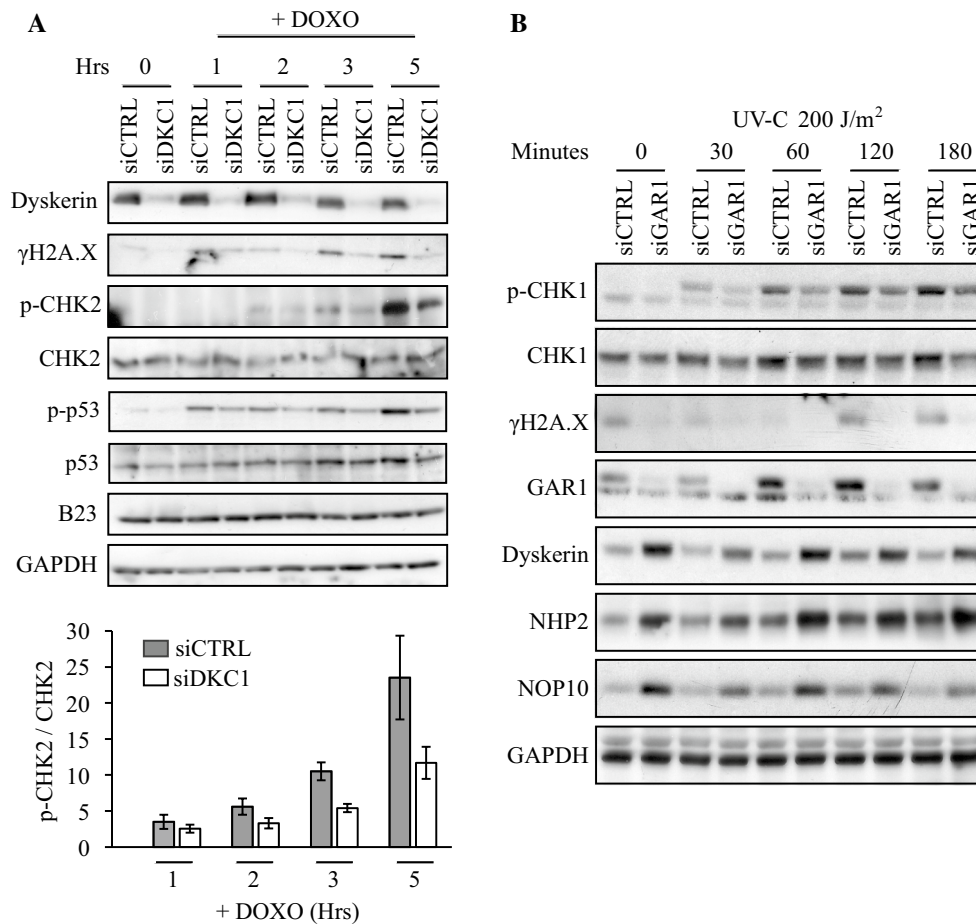 A
+ DOXO
Hrs 0 1 2 3 5
siCTRL siDKC1 siCTRL siDKC1 siCTRL siDKC1 siCTRL siDKC1 siCTRL siDKC1
Dyskerin
γH2A.X
p-CHK2
CHK2
p-p53
p53
B23
GAPDH
p-CHK2 / CHK2
30
25
20
15
10
5
0
siCTRL
siDKC1
1 2 3 5
+ DOXO (Hrs)
B
UV-C 200 J/m²
Minutes 0 30 60 120 180
siCTRL siGAR1 siCTRL siGAR1 siCTRL siGAR1 siCTRL siGAR1 siCTRL siGAR1
p-CHK1
CHK1
γH2A.X
GAR1
Dyskerin
NHP2
NOP10
GAPDH